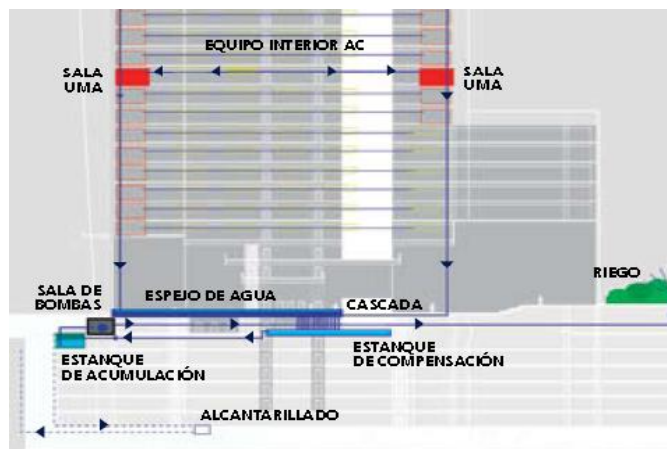 EQUIPO INTERIOR AC
SALA
UMA
SALA
UMA
RIEGO
SALA DE
BOMBAS
ESPEJO DE AGUA
CASCADA
ESTANQUE
DE ACUMULACIÓN
ESTANQUE
DE COMPENSACIÓN
ALCANTARILLADO